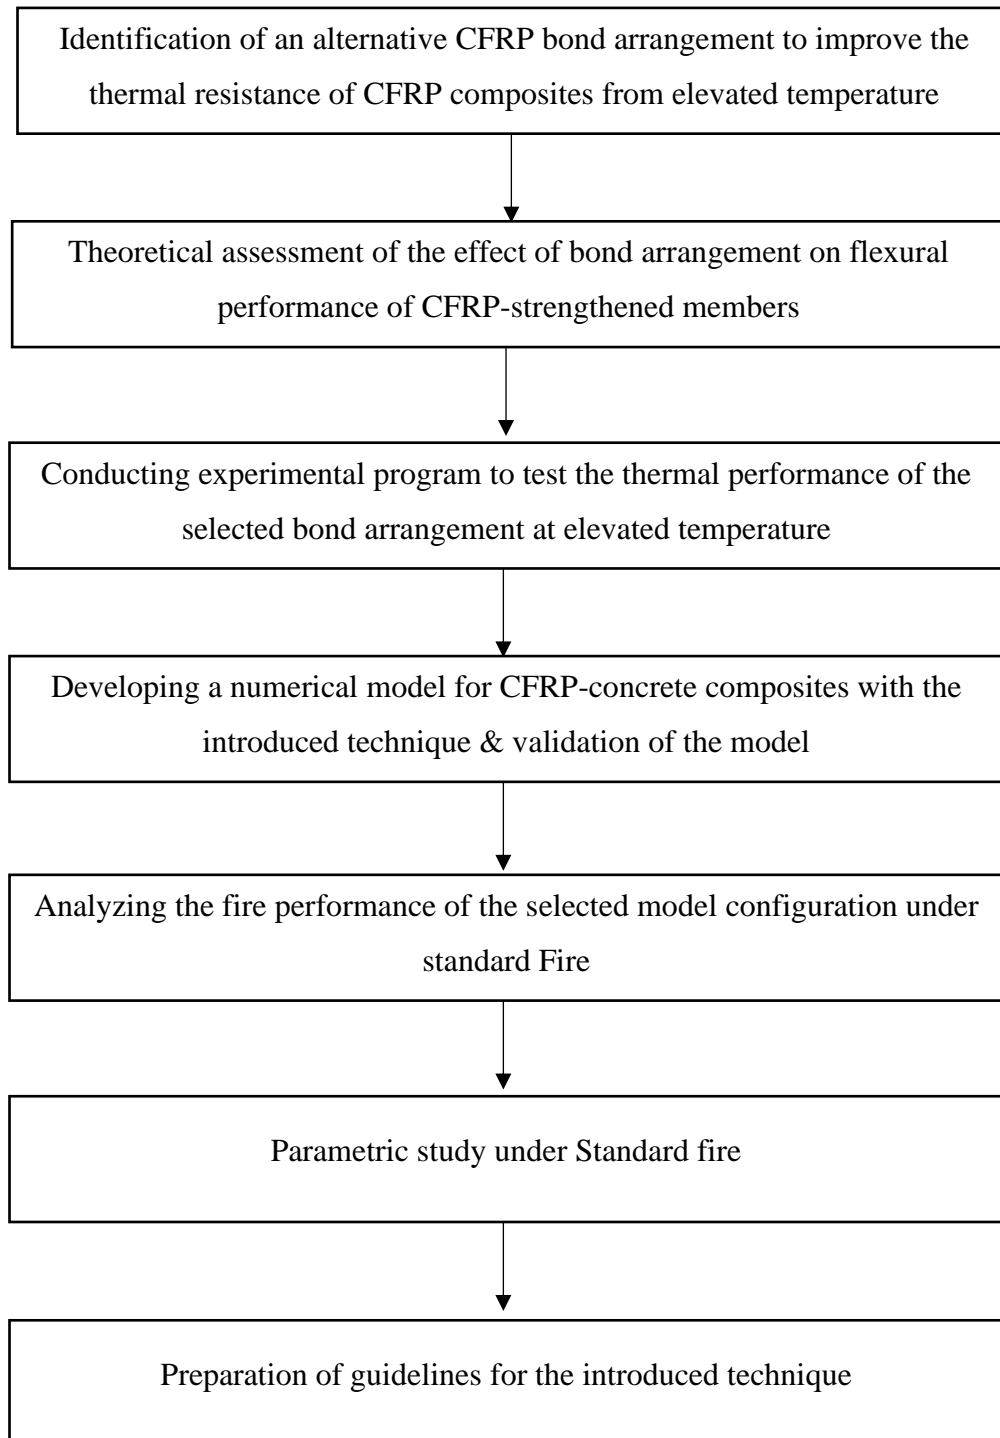 Identification of an alternative CFRP bond arrangement to improve the
thermal resistance of CFRP composites from elevated temperature
Theoretical assessment of the effect of bond arrangement on flexural
performance of CFRP-strengthened members
Conducting experimental program to test the thermal performance of the
selected bond arrangement at elevated temperature
Developing a numerical model for CFRP-concrete composites with the
introduced technique & validation of the model
Analyzing the fire performance of the selected model configuration under
standard Fire
Parametric study under Standard fire
Preparation of guidelines for the introduced technique